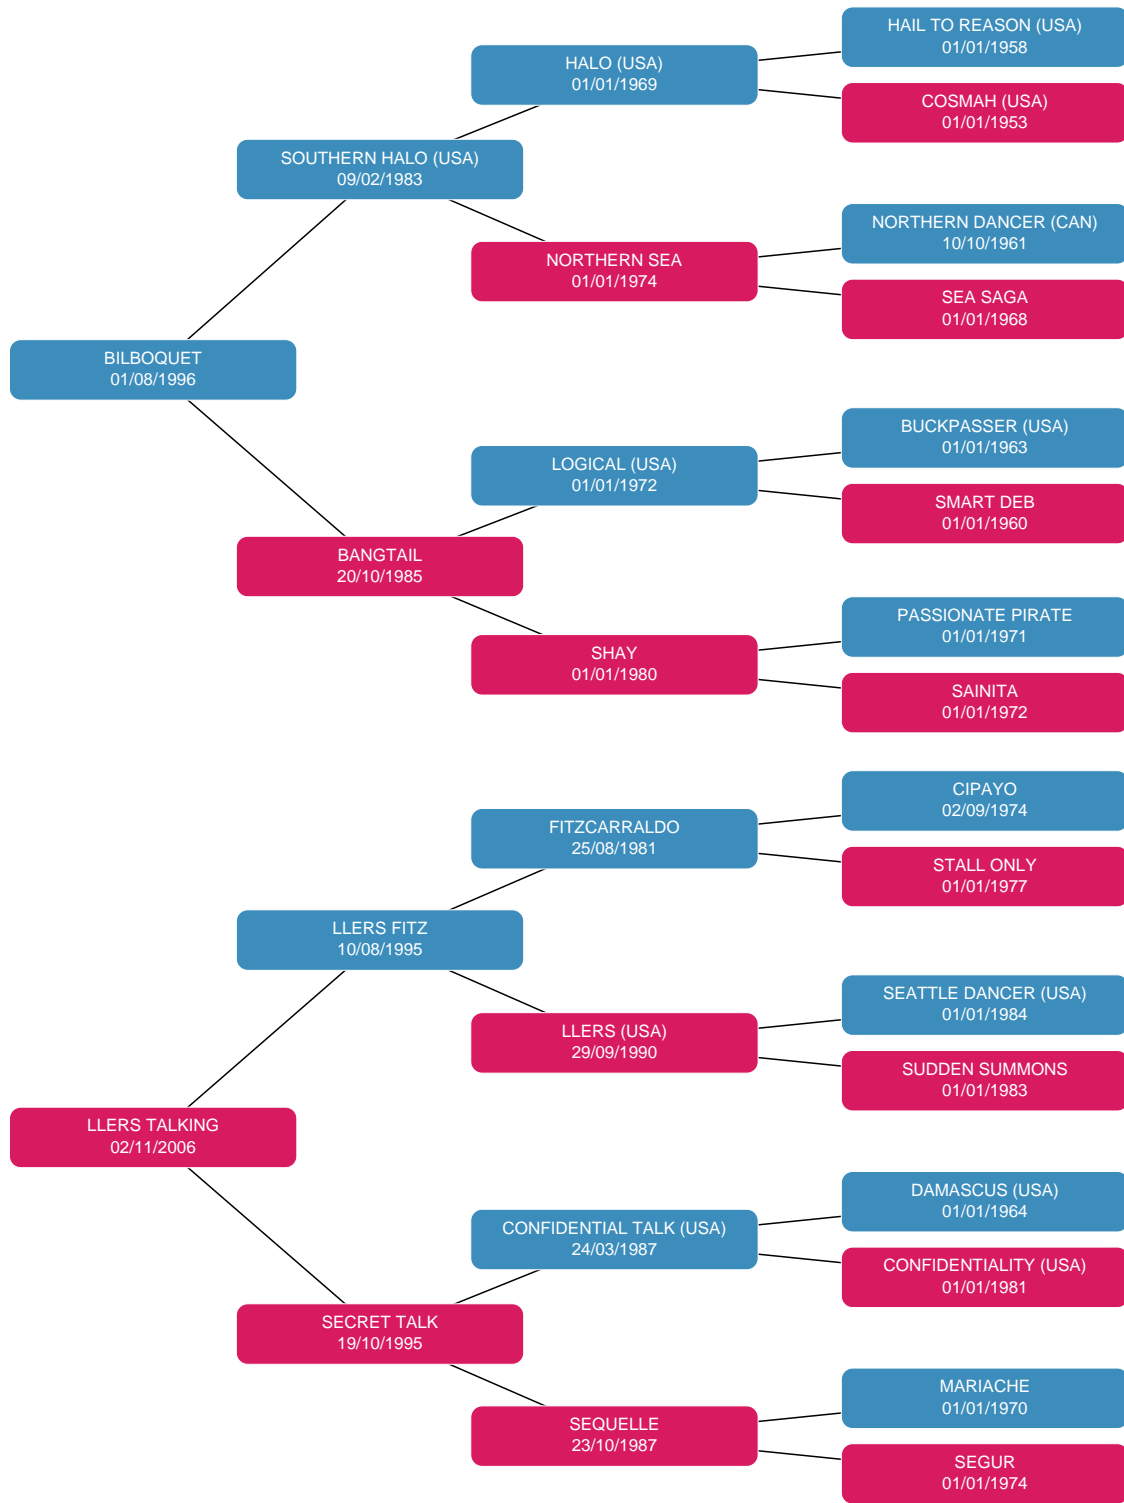 HAIL TO REASON (USA)
01/01/1958
HALO (USA)
01/01/1969
COSMAH (USA)
01/01/1953
SOUTHERN HALO (USA)
09/02/1983
NORTHERN DANCER (CAN)
10/10/1961
NORTHERN SEA
01/01/1974
SEA SAGA
01/01/1968
BILBOQUET
01/08/1996
BUCKPASSER (USA)
01/01/1963
LOGICAL (USA)
01/01/1972
SMART DEB
01/01/1960
BANGTAIL
20/10/1985
PASSIONATE PIRATE
01/01/1971
SHAY
01/01/1980
SAINITA
01/01/1972
CIPAYO
02/09/1974
FITZCARRALDO
25/08/1981
STALL ONLY
01/01/1977
LLERS FITZ
10/08/1995
SEATTLE DANCER (USA)
01/01/1984
LLERS (USA)
29/09/1990
SUDDEN SUMMONS
01/01/1983
LLERS TALKING
02/11/2006
DAMASCUS (USA)
01/01/1964
CONFIDENTIAL TALK (USA)
24/03/1987
CONFIDENTIALITY (USA)
01/01/1981
SECRET TALK
19/10/1995
MARIACHE
01/01/1970
SEQUELLE
23/10/1987
SEGUR
01/01/1974